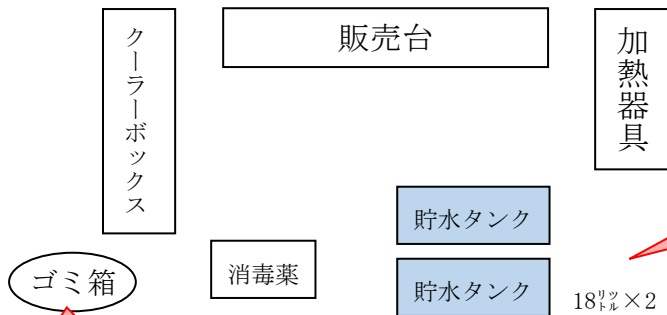 クーラーボックス
販売台
加熱器具
貯水タンク
消毒薬
ゴミ箱
貯水タンク
18㍑×2